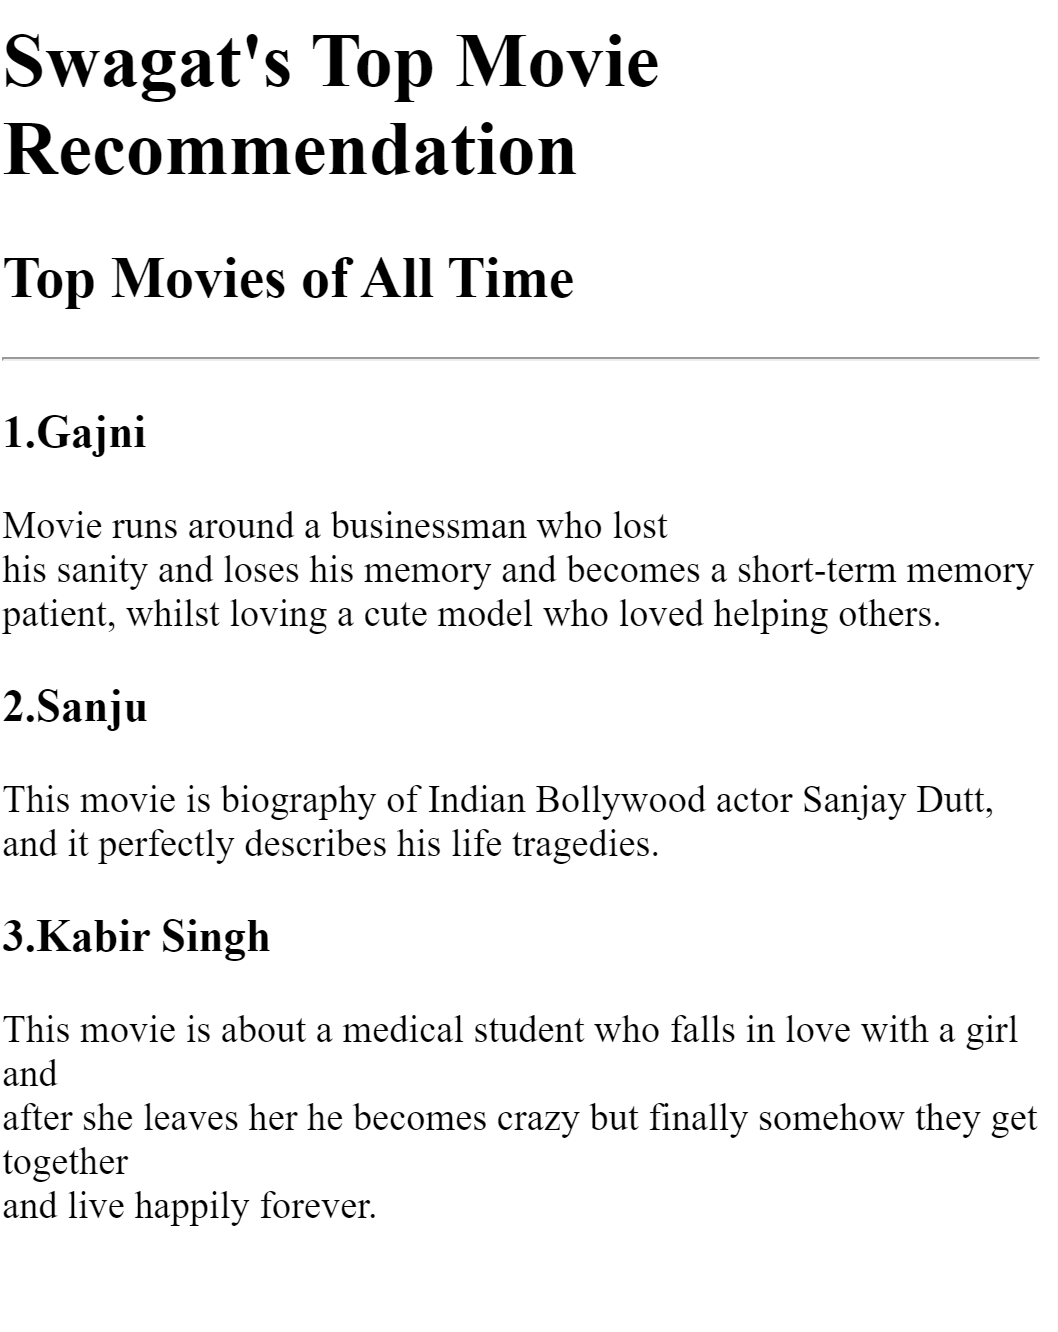 Swagat's Top Movie
Recommendation
Top Movies of All Time
1.Gajni
Movie runs around a businessman who lost
his sanity and loses his memory and becomes a short-term memory
patient, whilst loving a cute model who loved helping others.
2.Sanju
This movie is biography of Indian Bollywood actor Sanjay Dutt,
and it perfectly describes his life tragedies.
3.Kabir Singh
This movie is about a medical student who falls in love with a girl
and
after she leaves her he becomes crazy but finally somehow they get
together
and live happily forever.